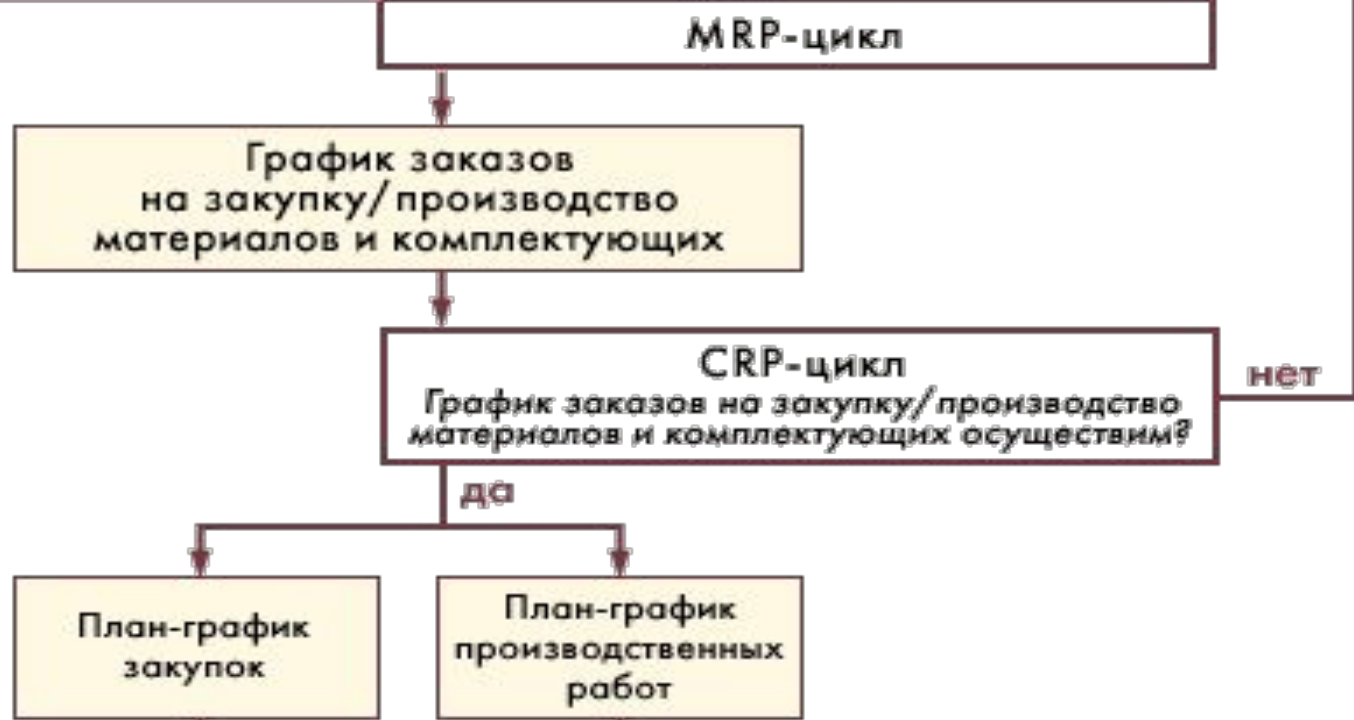 MRP-цикл
График заказов
на закупку/производство
материалов и комплектующих
CRP-цикл
График заказов на закупку/производство
материалов и комплектующих осуществим?
нет
да
План-график
закупок
План-график
производственных
работ